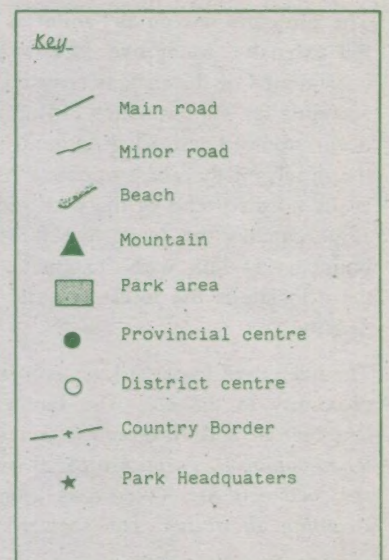 Key
Main road
Minor road
Beach
Mountain
Park area
Provincial centre
District centre
Country Border
Park Headquaters